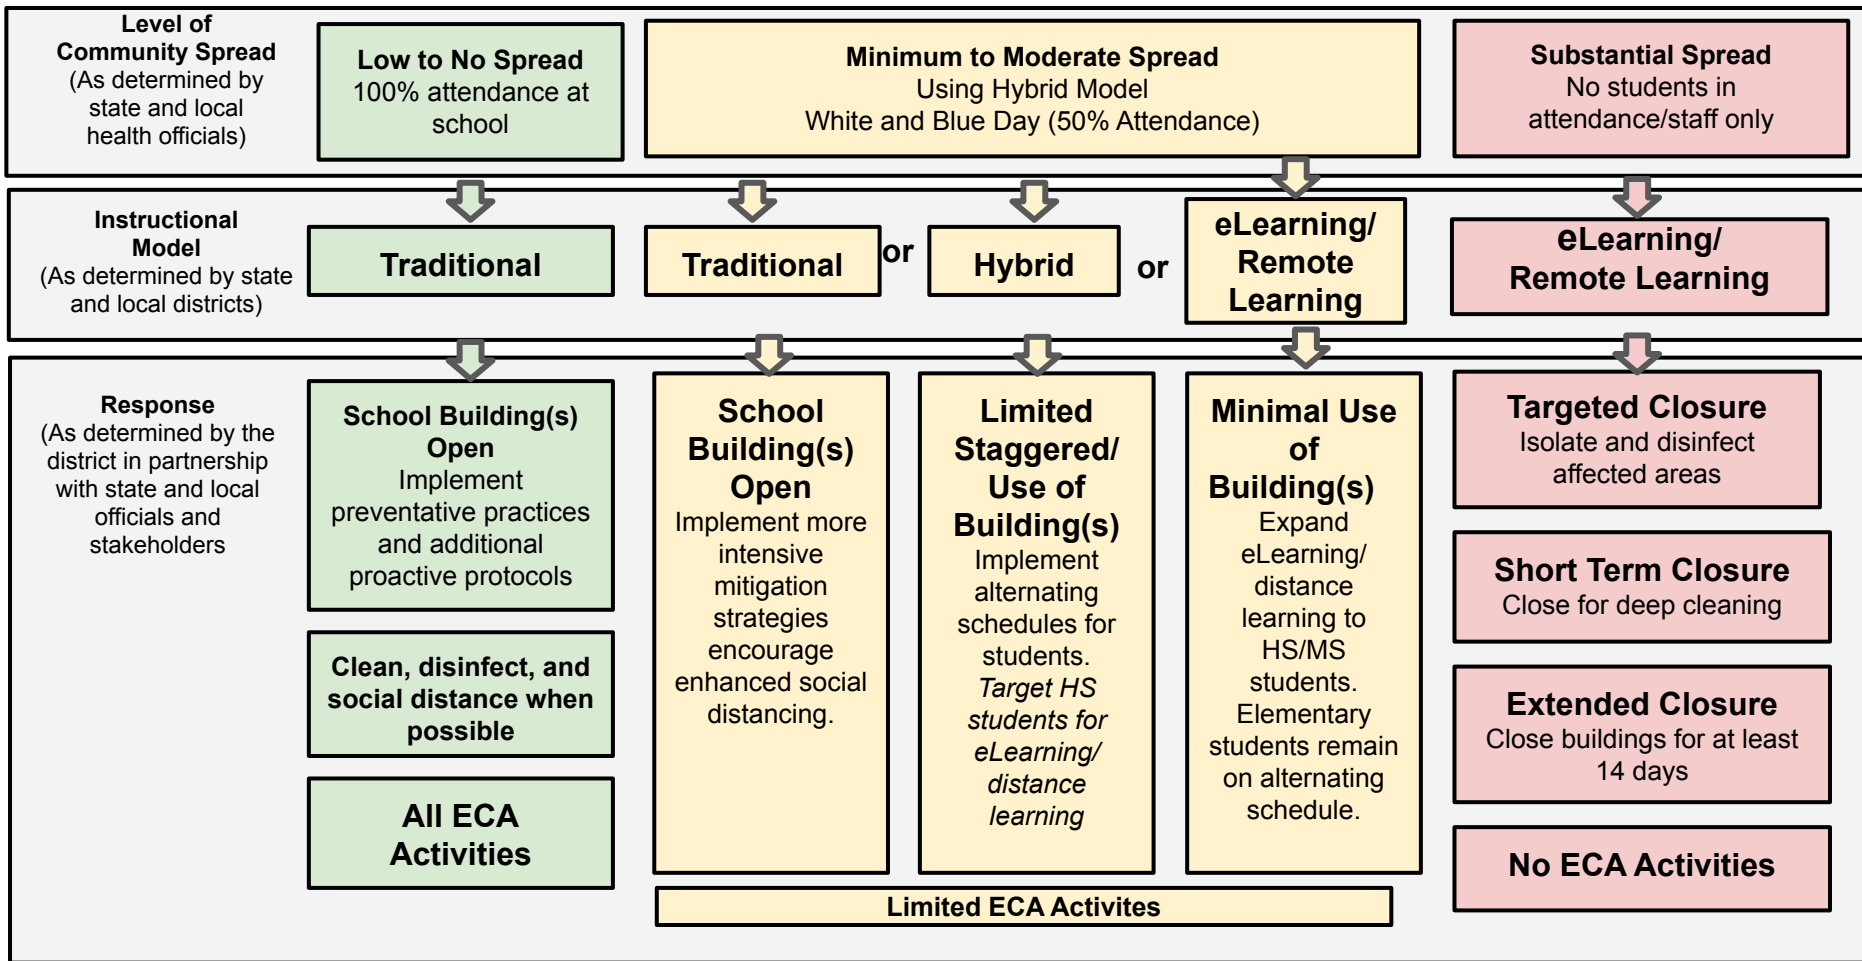 Level of
Community Spread
(As determined by
state and local
health officials)
Low to No Spread
100% attendance at
school
Minimum to Moderate Spread
Using Hybrid Model
White and Blue Day (50% Attendance)
Substantial Spread
No students in
attendance/staff only
Instructional
Model
(As determined by state
and local districts)
Traditional
Traditional
or
Hybrid
or
eLearning/
Remote
Learning
eLearning/
Remote Learning
Response
(As determined by the
district in partnership
with state and local
officials and
stakeholders
School Building(s)
Open
Implement
preventative practices
and additional
proactive protocols
Clean, disinfect, and
social distance when
possible
All ECA
Activities
School
Building(s)
Open
Implement more
intensive
mitigation
strategies
encourage
enhanced social
distancing.
Limited
Staggered/
Use of
Building(s)
Implement
alternating
schedules for
students.
Target HS
students for
eLearning/
distance
learning
Minimal Use
of
Building(s)
Expand
eLearning/
distance
learning to
HS/MS
students.
Elementary
students remain
on alternating
schedule.
Limited ECA Activites
Targeted Closure
Isolate and disinfect
affected areas
Short Term Closure
Close for deep cleaning
Extended Closure
Close buildings for at least
14 days
No ECA Activities